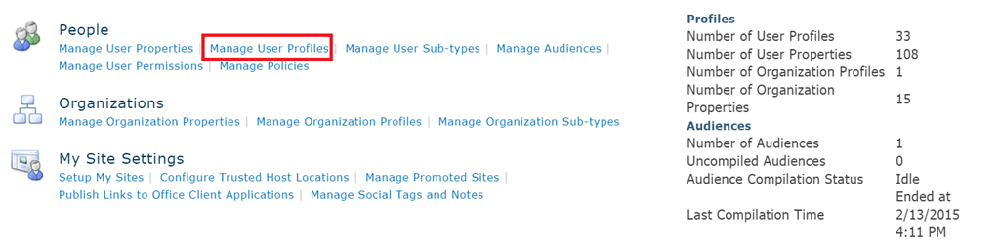 People
Manage User Properties | Manage User Profiles | Manage User Sub-types | Manage Audiences |
Manage User Permissions | Manage Policies
Organizations
Manage Organization Properties | Manage Organization Profiles | Manage Organization Sub-types
My Site Settings
Setup My Sites | Configure Trusted Host Locations | Manage Promoted Sites |
Publish Links to Office Client Applications | Manage Social Tags and Notes
Profiles
Number of User Profiles 33
Number of User Properties 108
Number of Organization Profiles 1
Number of Organization
Properties 15
Audiences
Number of Audiences 1
Uncompiled Audiences 0
Audience Compilation Status Idle
Ended at
Last Compilation Time 2/13/2015
4:11 PM